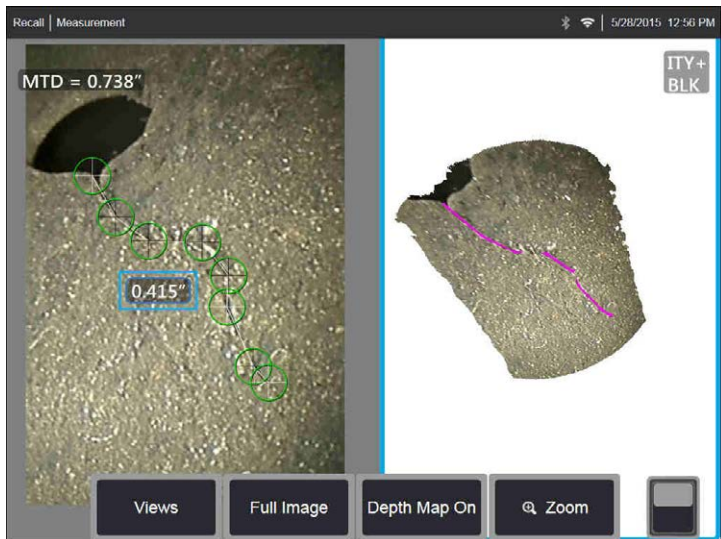 Recall | Measurement
5/28/2015 12:56 PM
MTD = 0.738"
ITY+
BLK
0.415"
Views
Full Image
Depth Map On
Zoom